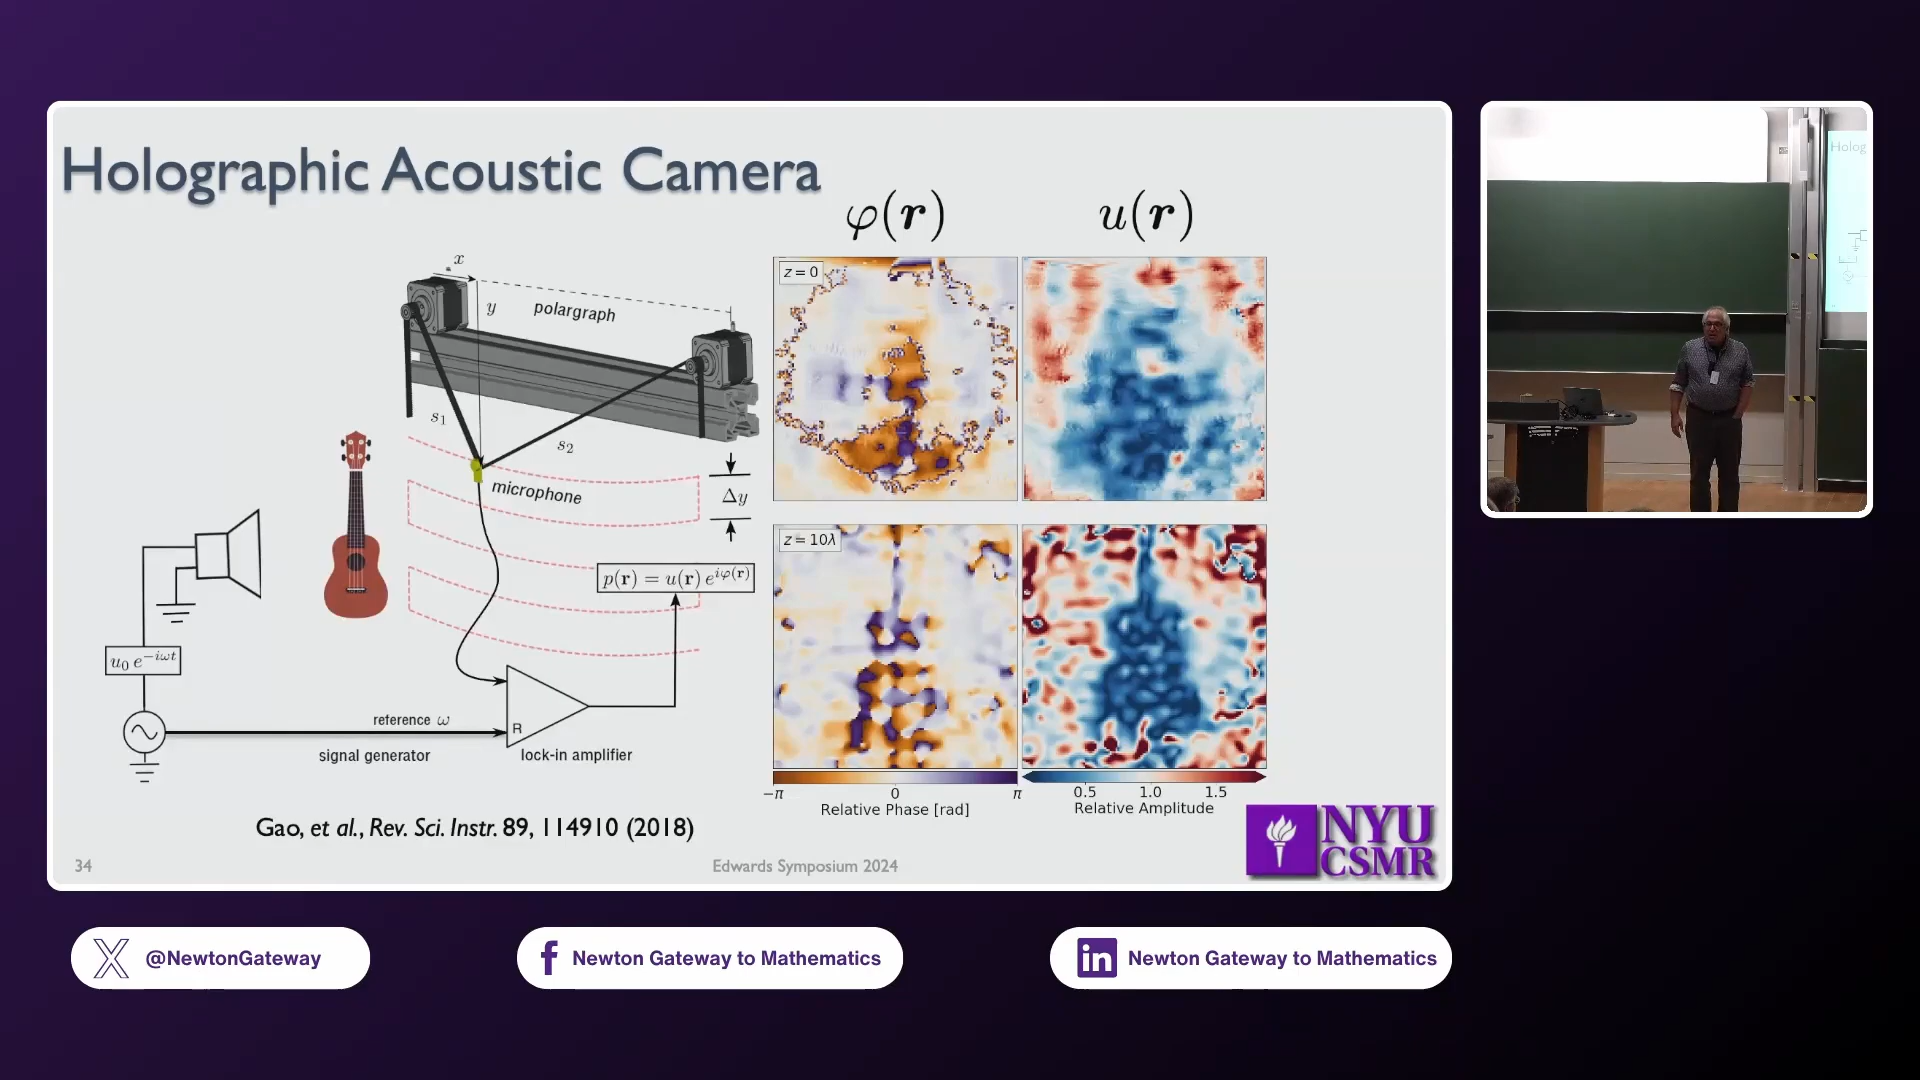 Holographic Acoustic Camera
φ(r)
u(r)
x
y
polargraph
s₁
s₂
microphone
Δy
p(r) = u(r) e^{iφ(r)}
u₀ e^{−iωt}
reference ω
signal generator
R
lock-in amplifier
z = 0
z = 10λ
−π 0 π
Relative Phase [rad]
0.5 1.0 1.5
Relative Amplitude
Gao, et al., Rev. Sci. Instr. 89, 114910 (2018)
34
Edwards Symposium 2024
NYU
CSMR
Holog
@NewtonGateway
Newton Gateway to Mathematics
Newton Gateway to Mathematics